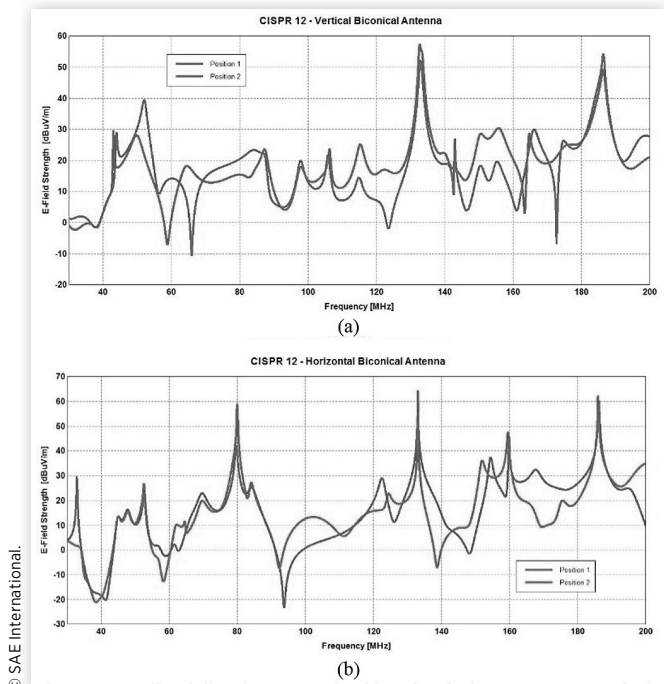 CISPR 12 - Vertical Biconical Antenna
E-Field Strength [dBuV/m]
60
50
40
30
20
10
0
-10
-20
Position 1
Position 2
40 60 80 100 120 140 160 180 200
Frequency [MHz]
(a)
CISPR 12 - Horizontal Biconical Antenna
E-Field Strength [dBuV/m]
70
60
50
40
30
20
10
0
-10
-20
-30
Position 1
Position 2
40 60 80 100 120 140 160 180 200
Frequency [MHz]
(b)
© SAE International.